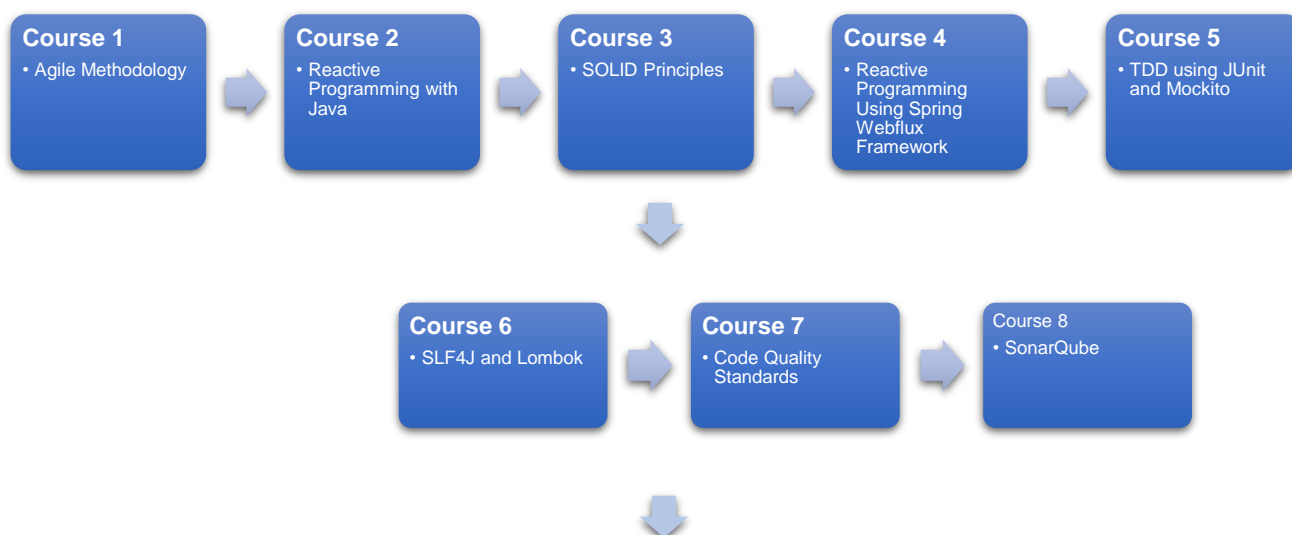 Course 1
• Agile Methodology
Course 2
• Reactive
Programming with
Java
Course 3
• SOLID Principles
Course 4
• Reactive
Programming
Using Spring
Webflux
Framework
Course 5
• TDD using JUnit
and Mockito
Course 6
• SLF4J and Lombok
Course 7
• Code Quality
Standards
Course 8
• SonarQube